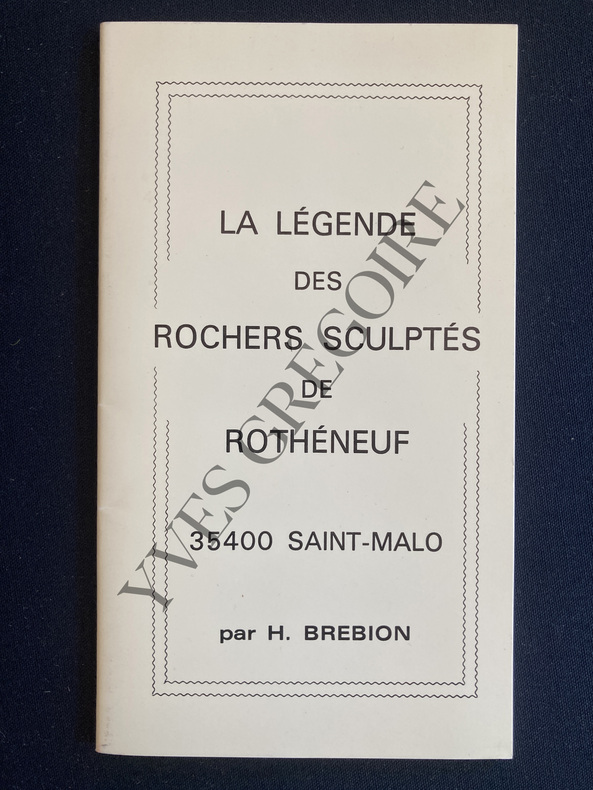 LA LÉGENDE
DES
ROCHERS SCULPTÉS
DE
ROTHÉNEUF
35400 SAINT-MALO
par H. BREBION
YVES GREGOIRE